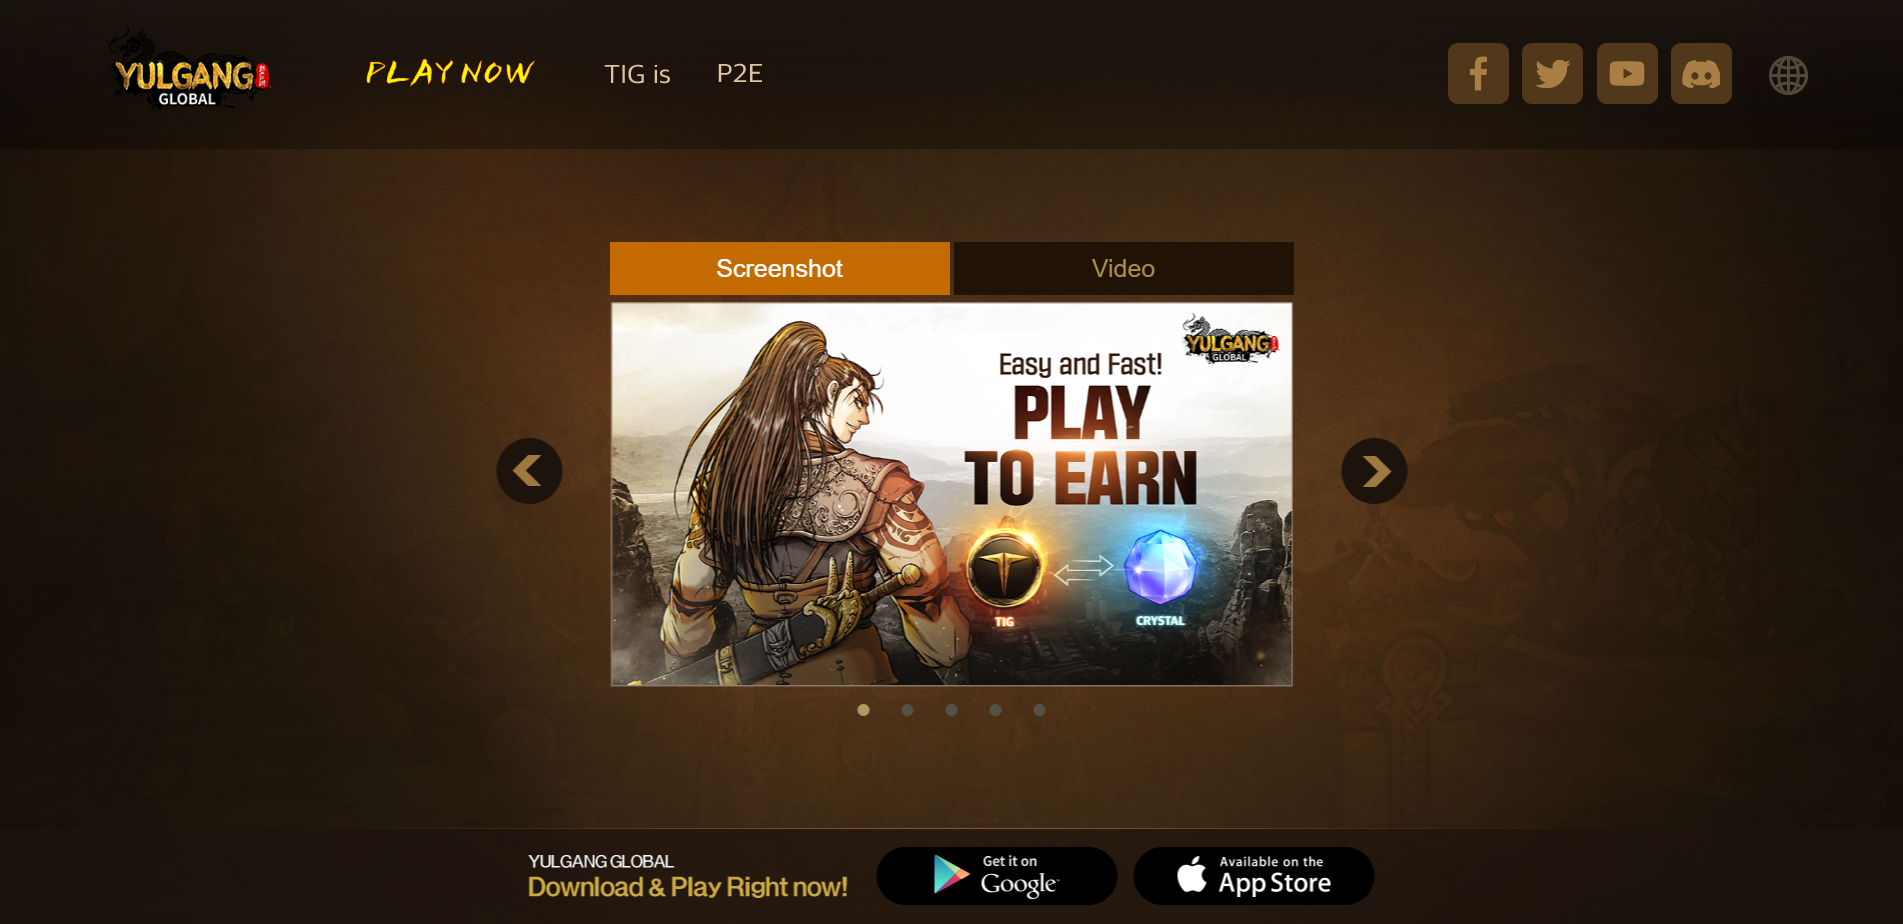 YULGANG
GLOBAL
PLAY NOW
TIG is
P2E
Screenshot
Video
YULGANG
GLOBAL
Easy and Fast!
PLAY
TO EARN
TIG
CRYSTAL
YULGANG GLOBAL
Download & Play Right now!
Get it on
Google
Available on the
App Store